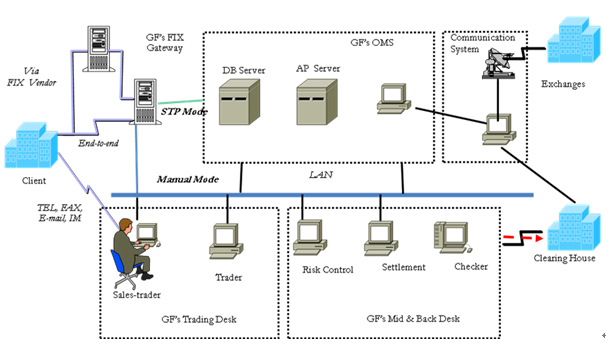 GF's FIX
Gateway
GF's OMS
Communication
System
Via
FIX Vendor
DB Server
AP Server
Exchanges
STP Mode
End-to-end
Client
Manual Mode
LAN
TEL, FAX,
E-mail, IM
Sales-trader
Trader
Risk Control
Settlement
Checker
Clearing House
GF's Trading Desk
GF's Mid & Back Desk